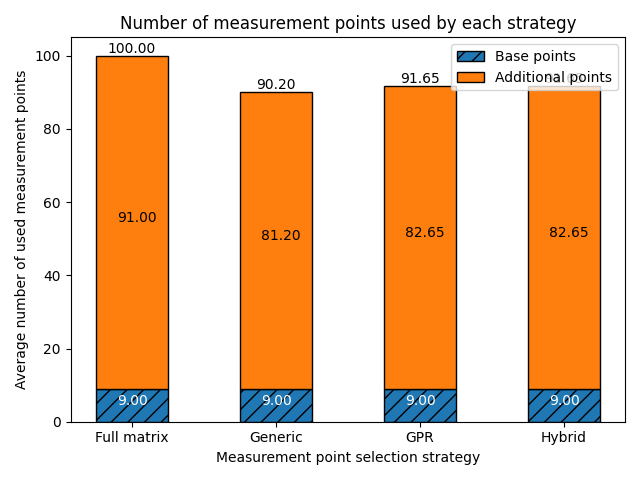 Number of measurement points used by each strategy
Average number of used measurement points
100
80
60
40
20
0
100.00
90.20
91.65
Base points
Additional points
91.00
81.20
82.65
82.65
9.00
9.00
9.00
9.00
Full matrix
Generic
GPR
Hybrid
Measurement point selection strategy